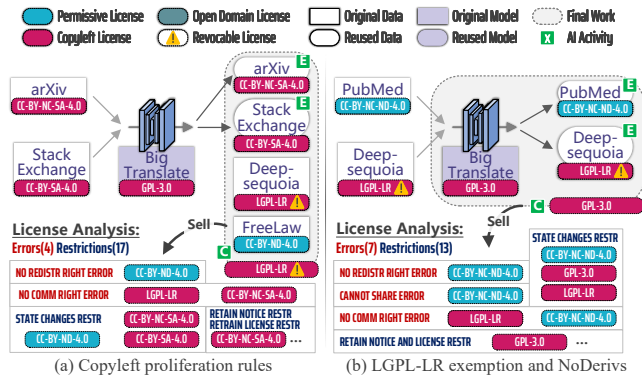 Permissive License
Open Domain License
Original Data
Original Model
Final Work
Copyleft License
Revocable License
Reused Data
Reused Model
X AI Activity
arXiv
CC-BY-NC-SA-4.0
Stack
Exchange
CC-BY-SA-4.0
Big
Translate
GPL-3.0
E
arXiv
CC-BY-NC-SA-4.0
E
Stack
Exchange
CC-BY-SA-4.0
Deep-
sequoia
LGPL-LR
FreeLaw
CC-BY-ND-4.0
C
LGPL-LR
Sell
License Analysis:
Errors(4) Restrictions(17)
NO REDISTR RIGHT ERROR
CC-BY-ND-4.0
NO COMM RIGHT ERROR
LGPL-LR
CC-BY-NC-SA-4.0
STATE CHANGES RESTR
CC-BY-NC-SA-4.0
CC-BY-ND-4.0
CC-BY-SA-4.0
RETAIN NOTICE RESTR
RETRAIN LICENSE RESTR
CC-BY-NC-SA-4.0 ...
(a) Copyleft proliferation rules
PubMed
CC-BY-NC-ND-4.0
Deep-
sequoia
LGPL-LR
Big
Translate
GPL-3.0
E
PubMed
CC-BY-NC-ND-4.0
E
Deep-
sequoia
LGPL-LR
C
GPL-3.0
Sell
License Analysis:
Errors(7) Restrictions(13)
NO REDISTR RIGHT ERROR
CC-BY-NC-ND-4.0
CANNOT SHARE ERROR
CC-BY-NC-ND-4.0
NO COMM RIGHT ERROR
LGPL-LR
CC-BY-NC-ND-4.0
STATE CHANGES RESTR
CC-BY-NC-ND-4.0
GPL-3.0
LGPL-LR
RETAIN NOTICE AND LICENSE RESTR
GPL-3.0
...
(b) LGPL-LR exemption and NoDerivs